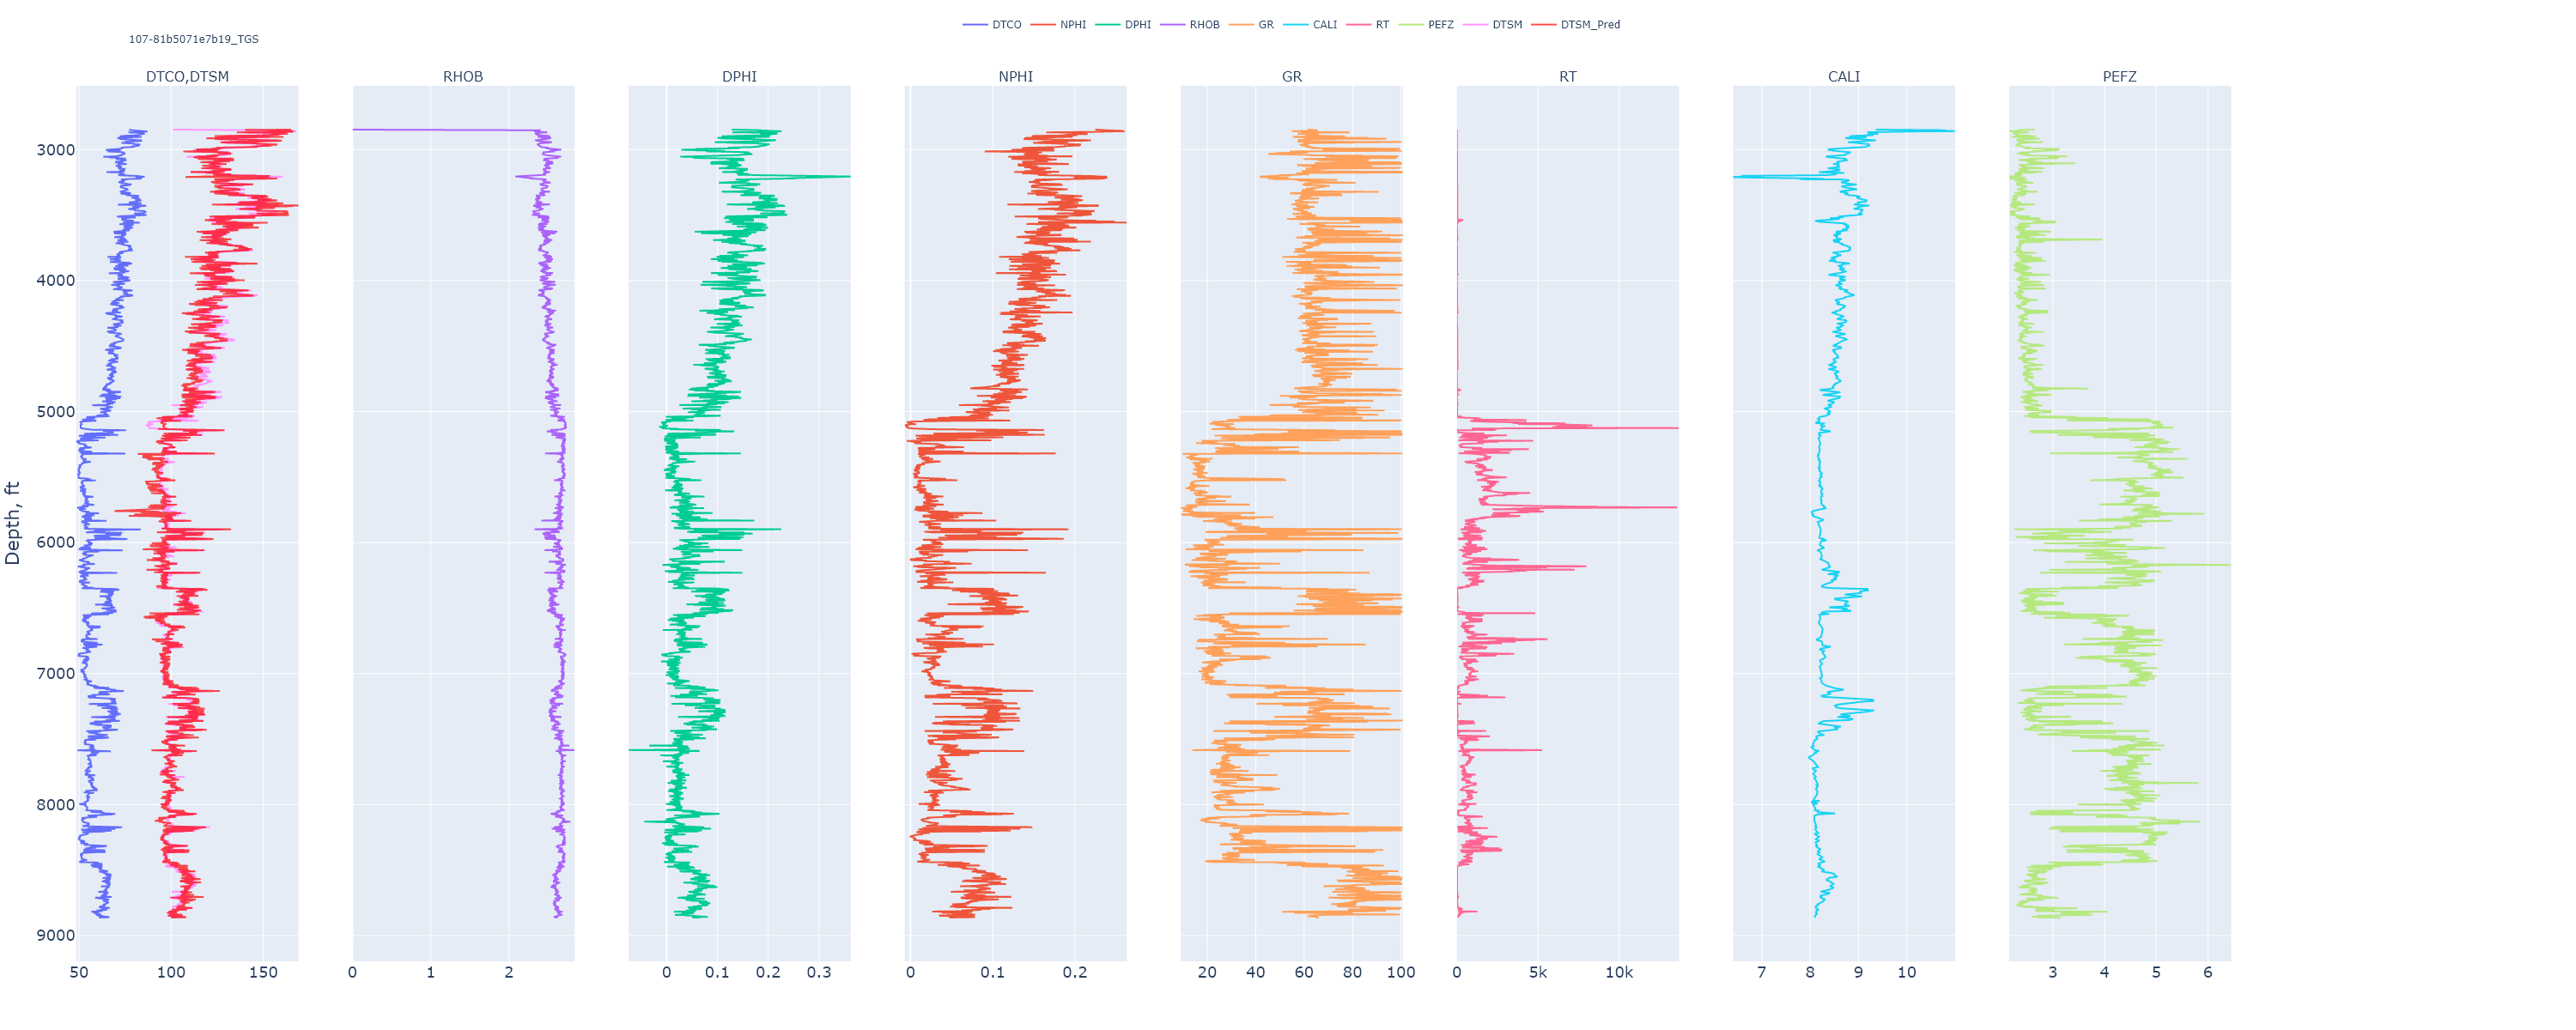 DTCO NPHI DPHI RHOB GR CALI RT PEFZ DTSM DTSM_Pred
107-81b5071e7b19_TGS
DTCO,DTSM RHOB DPHI NPHI GR RT CALI PEFZ
Depth, ft
3000
4000
5000
6000
7000
8000
9000
50 100 150 0 1 2 0 0.1 0.2 0.3 0 0.1 0.2 20 40 60 80 100 0 5k 10k 7 8 9 10 3 4 5 6